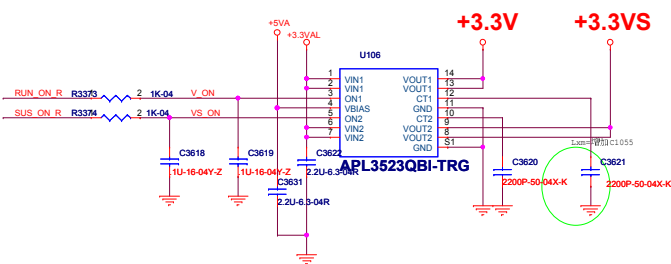 +3.3V +3.3VS
+5VA
+3.3VAL
U106
1 VIN1 VOUT1 14
2 VIN1 VOUT1 13
RUN_ON_R R3373 2 1K-04 V_ON 3 ON1 CT1 12
4 VBIAS GND 11
SUS_ON_R R3374 2 1K-04 VS_ON 5 ON2 CT2 10
6 VIN2 VOUT2 9
7 VIN2 VOUT2 8
GND S1
C3618 C3619 C3622 APL3523QBI-TRG C3620 C3621
.1U-16-04Y-Z .1U-16-04Y-Z 2.2U-6.3-04R 2200P-50-04X-K 2200P-50-04X-K
C3631
2.2U-6.3-04R